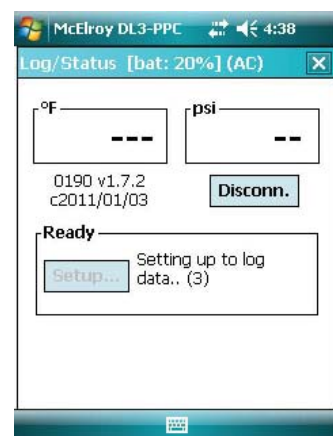 McElroy DL3-PPC 4:38
Log/Status [bat: 20%] (AC)
°F psi
--- --
0190 v1.7.2
c2011/01/03
Disconn.
Ready
Setup...
Setting up to log
data.. (3)